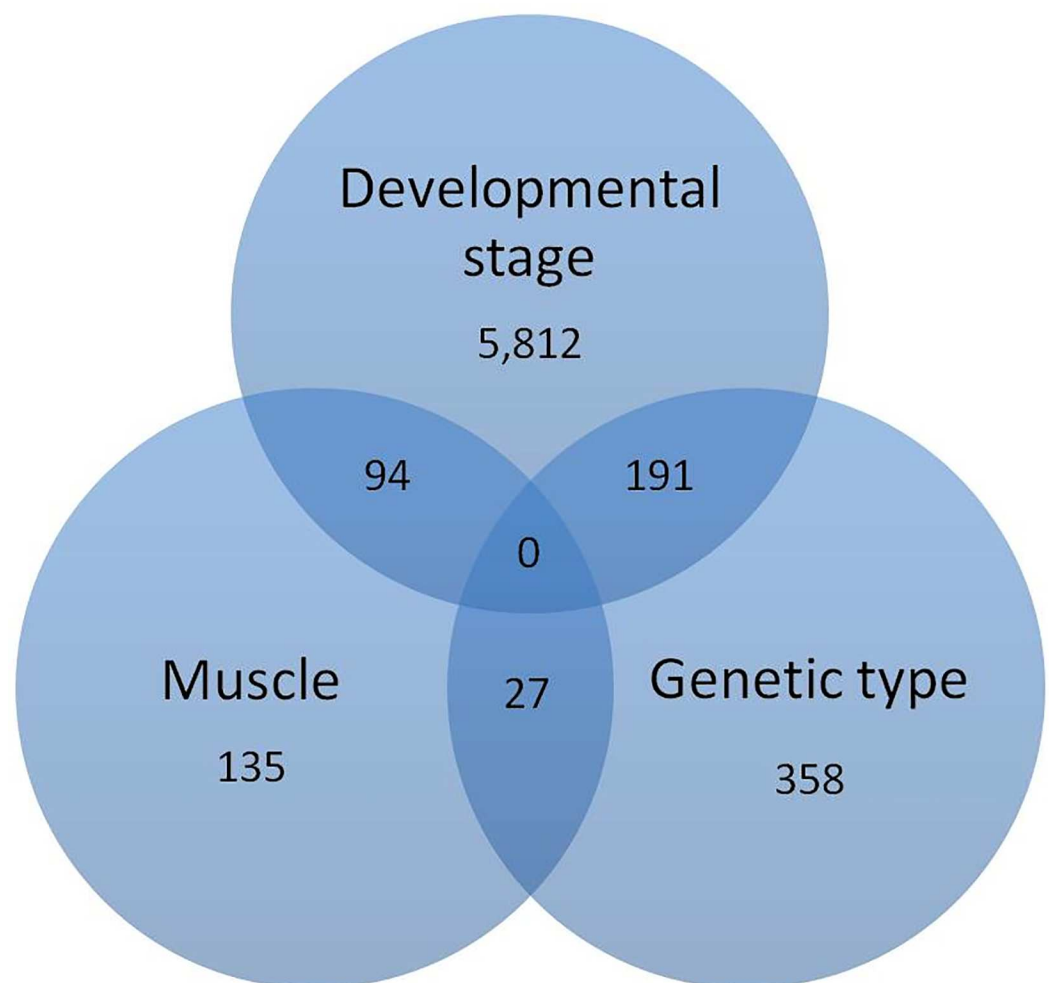 Developmental
stage
5,812
94
191
0
Muscle
135
27
Genetic type
358